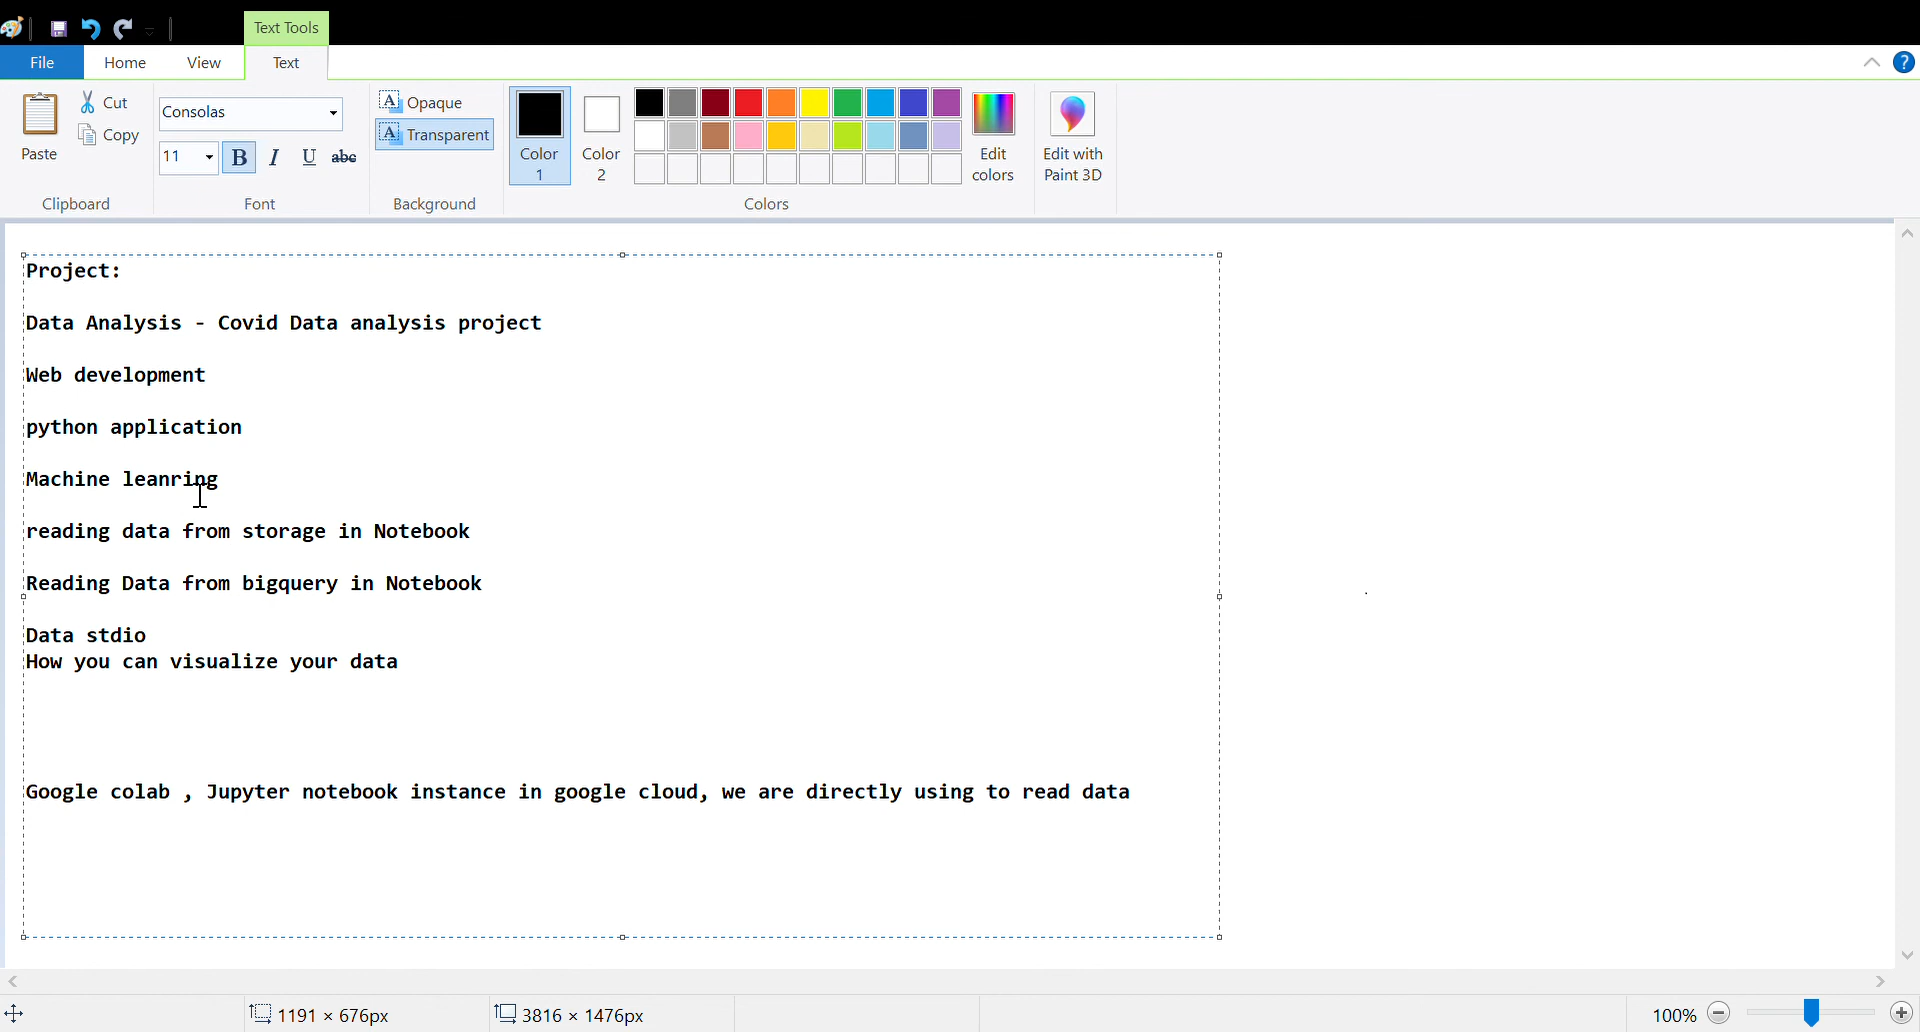 Text Tools
File
Home
View
Text
?
Paste
Cut
Copy
Clipboard
Consolas
11
B
I
U
abc
Font
A Opaque
A Transparent
Background
Color
1
Color
2
Colors
Edit
colors
Edit with
Paint 3D
Project:
Data Analysis - Covid Data analysis project
Web development
python application
Machine leanring
reading data from storage in Notebook
Reading Data from bigquery in Notebook
Data stdio
How you can visualize your data
Google colab , Jupyter notebook instance in google cloud, we are directly using to read data
1191 × 676px
3816 × 1476px
100%